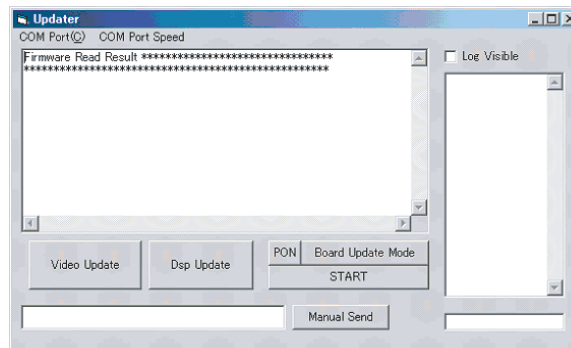 Updater
COM Port(C) COM Port Speed
Firmware Read Result *********************************
****************************************************
Log Visible
Video Update
Dsp Update
PON
Board Update Mode
START
Manual Send